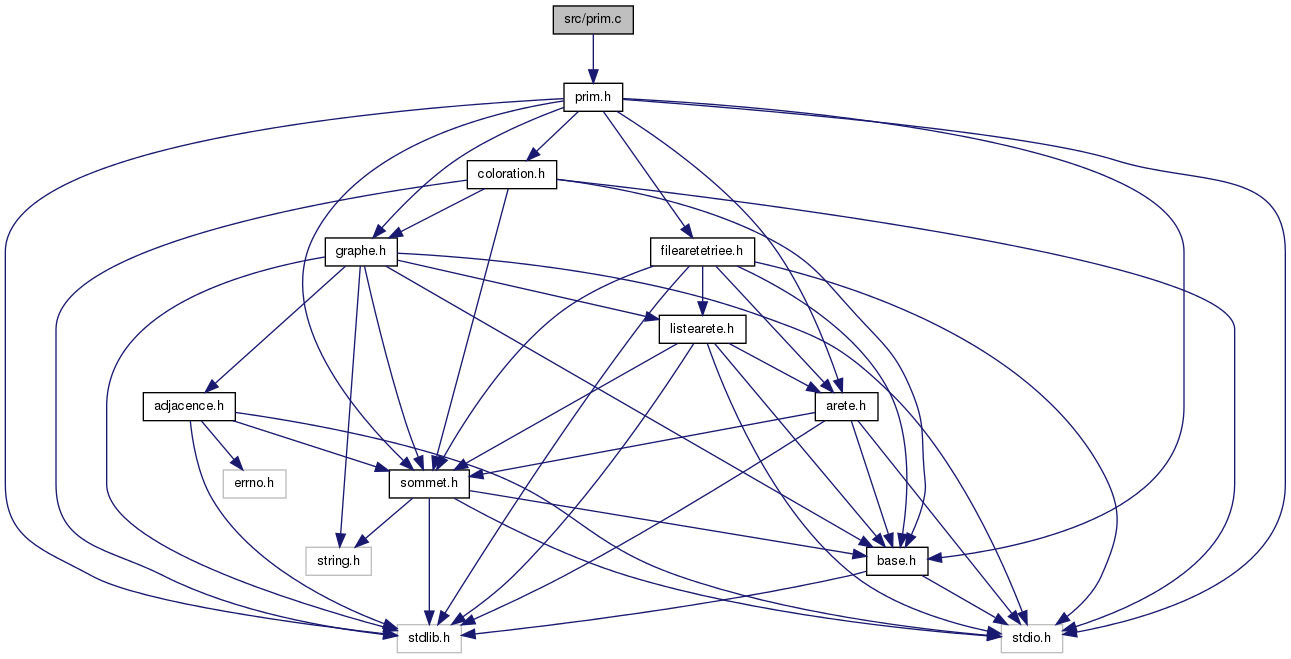 src/prim.c
prim.h
coloration.h
graphe.h
filearetetriee.h
listearete.h
adjacence.h
arete.h
errno.h
sommet.h
string.h
base.h
stdlib.h
stdio.h